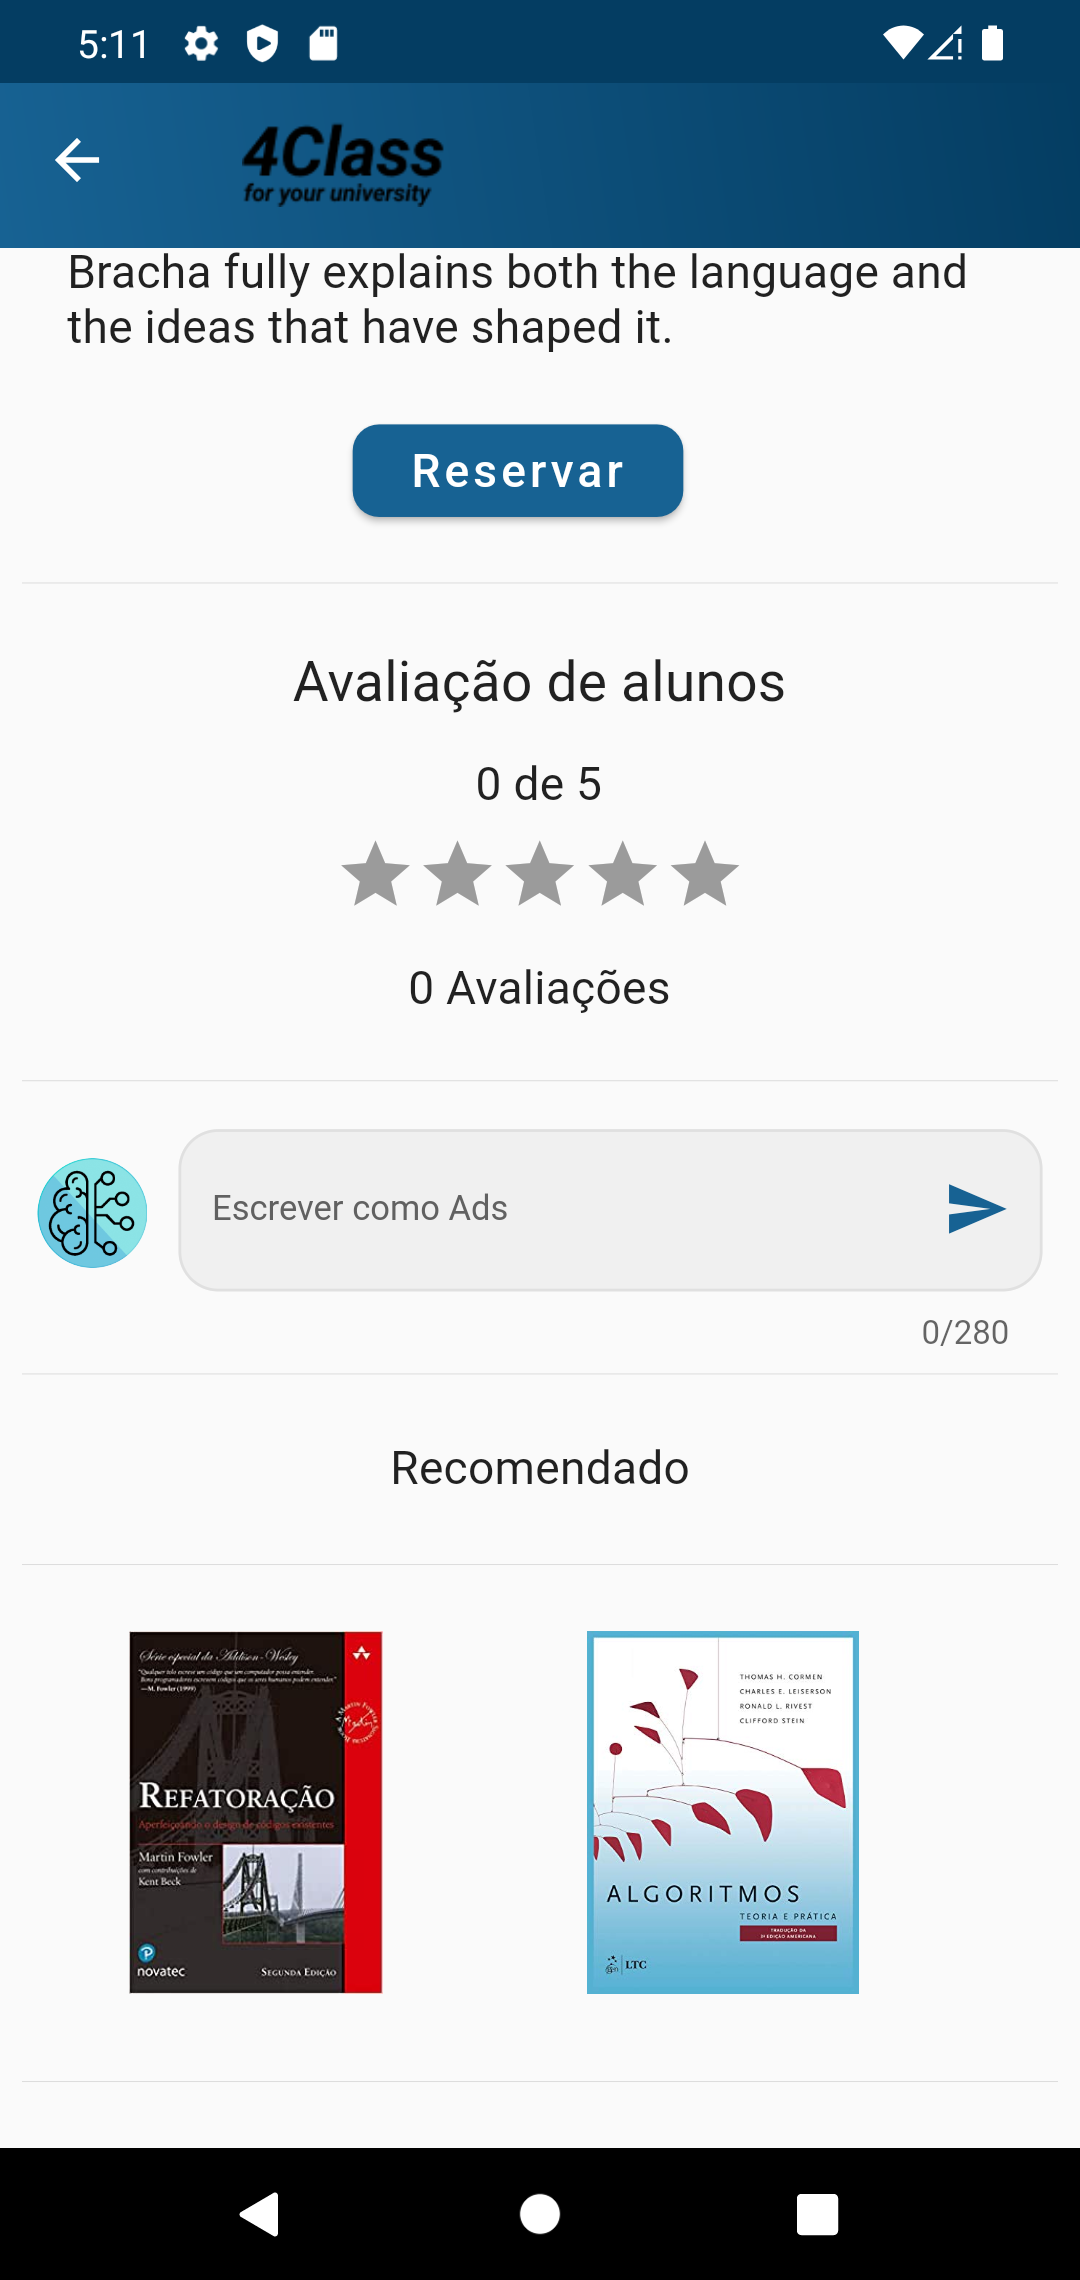 5:11
4Class
for your university
Bracha fully explains both the language and
the ideas that have shaped it.
Reservar
Avaliação de alunos
0 de 5
0 Avaliações
Escrever como Ads
0/280
Recomendado
Série especial da Addison-Wesley
"Qualquer tolo escreve um código que um computador possa entender.
Bons programadores escrevem códigos que os seres humanos podem entender."
—M. Fowler (1999)
REFATORAÇÃO
Aperfeiçoando o design de códigos existentes
Martin Fowler
com contribuições de
Kent Beck
novatec
SEGUNDA EDIÇÃO
THOMAS H. CORMEN
CHARLES E. LEISERSON
RONALD L. RIVEST
CLIFFORD STEIN
ALGORITMOS
TEORIA E PRÁTICA
TRADUÇÃO DA
3ª EDIÇÃO AMERICANA
LTC